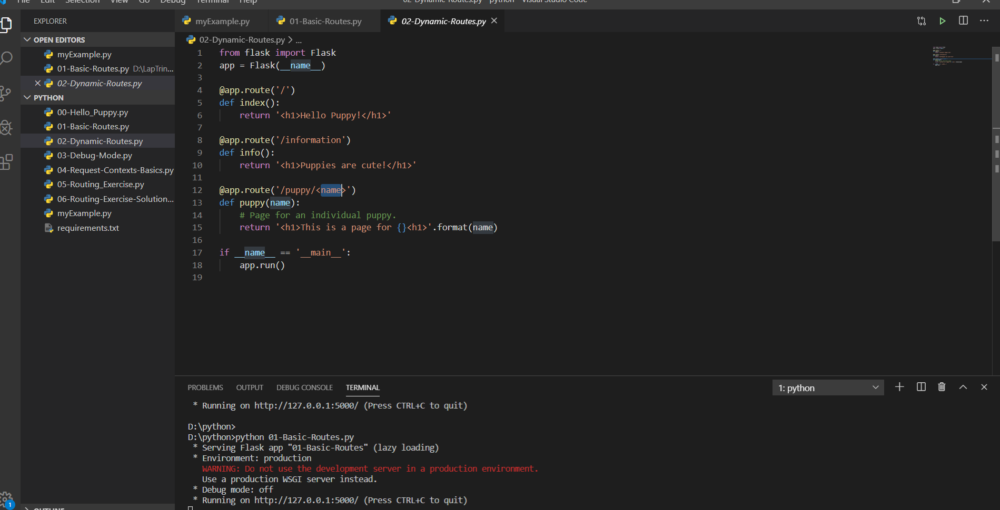 File Edit Selection View Go Debug Terminal Help
02-Dynamic-Routes.py - python - Visual Studio Code
EXPLORER
OPEN EDITORS
myExample.py
01-Basic-Routes.py D:\LapTrin...
02-Dynamic-Routes.py
PYTHON
00-Hello_Puppy.py
01-Basic-Routes.py
02-Dynamic-Routes.py
03-Debug-Mode.py
04-Request-Contexts-Basics.py
05-Routing_Exercise.py
06-Routing-Exercise-Solution...
myExample.py
requirements.txt
OUTLINE
1
myExample.py
01-Basic-Routes.py
02-Dynamic-Routes.py
02-Dynamic-Routes.py > ...
1 from flask import Flask
2 app = Flask(__name__)
3
4 @app.route('/')
5 def index():
6 return '<h1>Hello Puppy!</h1>'
7
8 @app.route('/information')
9 def info():
10 return '<h1>Puppies are cute!</h1>'
11
12 @app.route('/puppy/<name>')
13 def puppy(name):
14 # Page for an individual puppy.
15 return '<h1>This is a page for {}<h1>'.format(name)
16
17 if __name__ == '__main__':
18 app.run()
19
PROBLEMS OUTPUT DEBUG CONSOLE TERMINAL
1: python
* Running on http://127.0.0.1:5000/ (Press CTRL+C to quit)
D:\python>
D:\python>python 01-Basic-Routes.py
* Serving Flask app "01-Basic-Routes" (lazy loading)
* Environment: production
WARNING: Do not use the development server in a production environment.
Use a production WSGI server instead.
* Debug mode: off
* Running on http://127.0.0.1:5000/ (Press CTRL+C to quit)